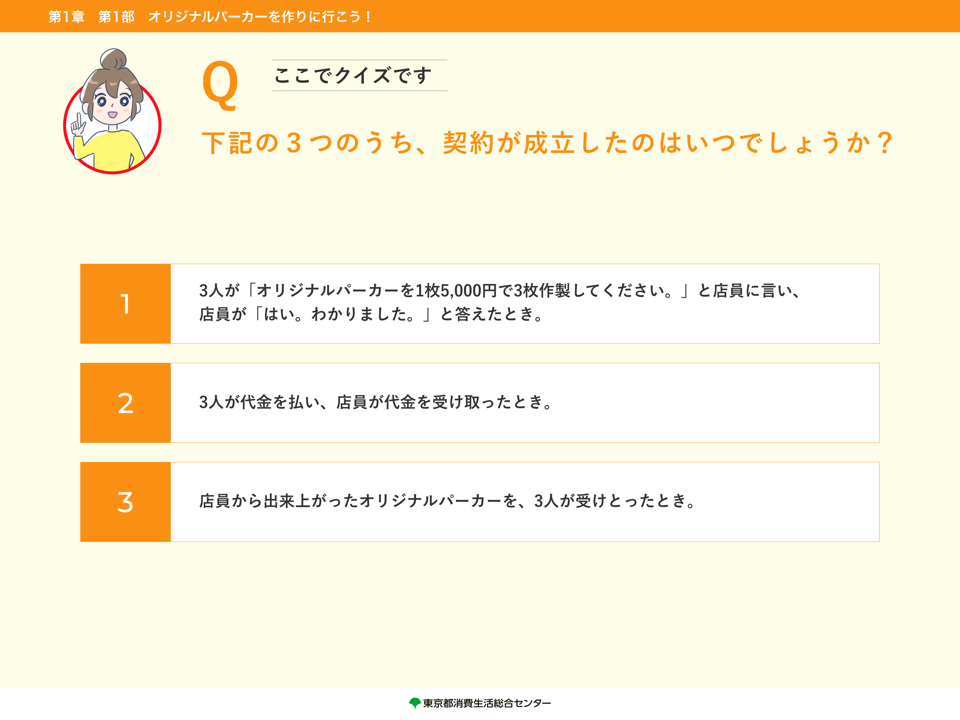 第1章　第1部　オリジナルパーカーを作りに行こう！
Q
ここでクイズです
下記の３つのうち、契約が成立したのはいつでしょうか？
1
3人が「オリジナルパーカーを1枚5,000円で3枚作製してください。」と店員に言い、
店員が「はい。わかりました。」と答えたとき。
2
3人が代金を払い、店員が代金を受け取ったとき。
3
店員から出来上がったオリジナルパーカーを、3人が受けとったとき。
東京都消費生活総合センター